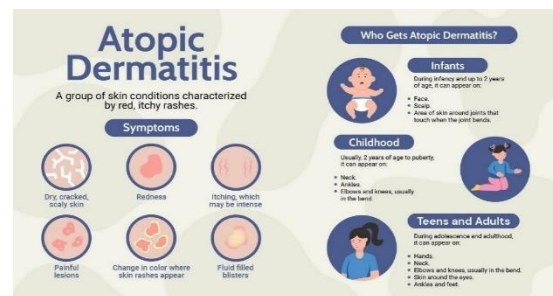 Atopic
Dermatitis
A group of skin conditions characterized
by red, itchy rashes.
Symptoms
Dry, cracked,
scaly skin
Redness
Itching, which
may be intense
Painful
lesions
Change in color where
skin rashes appear
Fluid filled
blisters
Who Gets Atopic Dermatitis?
Infants
During infancy and up to 2 years
of age, it can appear on:
• Face.
• Scalp.
• Area of skin around joints that
touch when the joint bends.
Childhood
Usually, 2 years of age to puberty,
it can appear on:
• Neck.
• Ankles.
• Elbows and knees, usually
in the bend.
Teens and Adults
During adolescence and adulthood,
it can appear on:
• Hands.
• Neck.
• Elbows and knees, usually in the bend.
• Skin around the eyes.
• Ankles and feet.